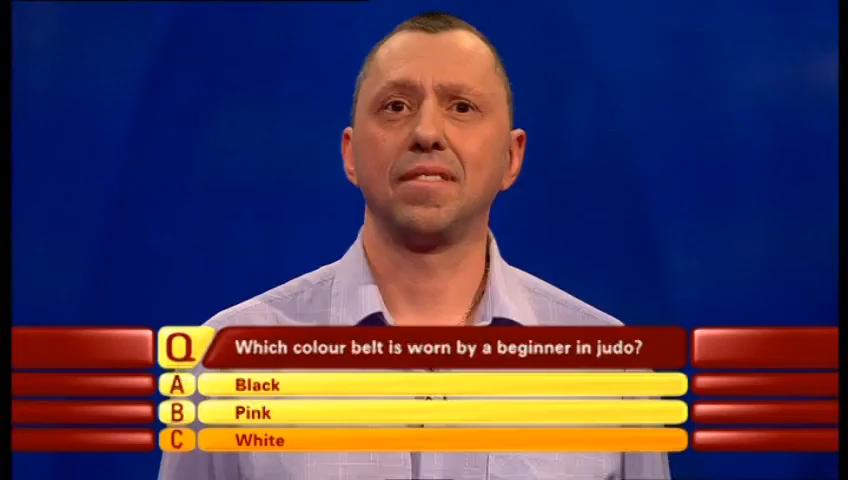 Q Which colour belt is worn by a beginner in judo?
A Black
B Pink
C White